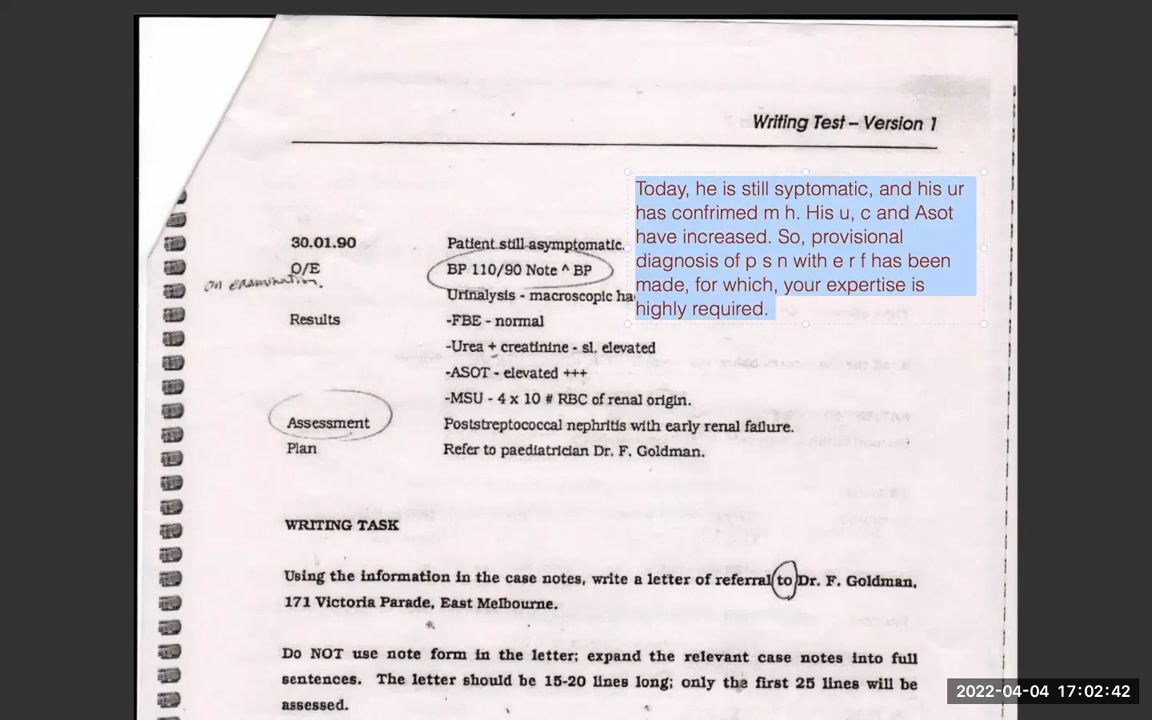 Writing Test – Version 1
Today, he is still syptomatic, and his ur
has confrimed m h. His u, c and Asot
have increased. So, provisional
diagnosis of p s n with e r f has been
made, for which, your expertise is
highly required.
30.01.90 Patient still asymptomatic.
O/E BP 110/90 Note ^ BP
on examination.
Urinalysis - macroscopic ha
Results -FBE - normal
-Urea + creatinine - sl. elevated
-ASOT - elevated +++
-MSU - 4 x 10 # RBC of renal origin.
Assessment Poststreptococcal nephritis with early renal failure.
Plan Refer to paediatrician Dr. F. Goldman.
WRITING TASK
Using the information in the case notes, write a letter of referral to Dr. F. Goldman,
171 Victoria Parade, East Melbourne.
Do NOT use note form in the letter; expand the relevant case notes into full
sentences. The letter should be 15-20 lines long; only the first 25 lines will be
assessed.
2022-04-04 17:02:42